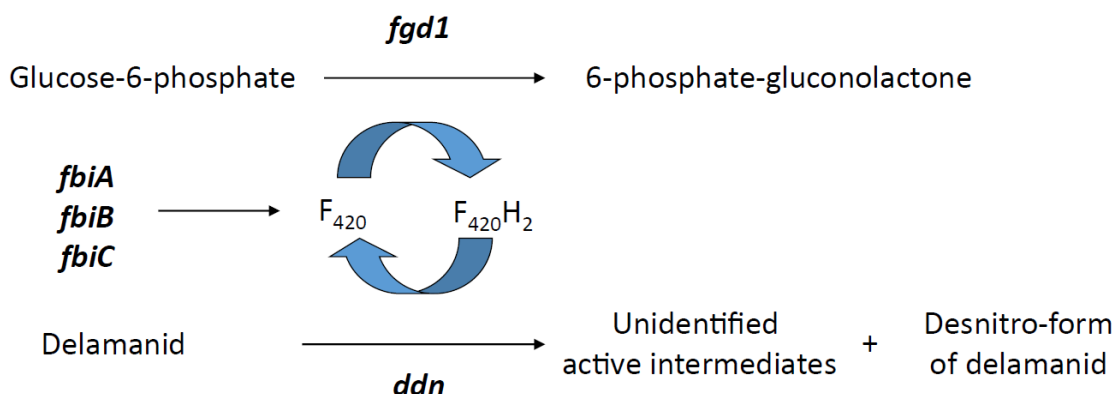 fgd1
Glucose-6-phosphate 6-phosphate-gluconolactone
fbiA
fbiB
fbiC
F₄₂₀ F₄₂₀H₂
Delamanid
ddn
Unidentified
active intermediates
+
Desnitro-form
of delamanid